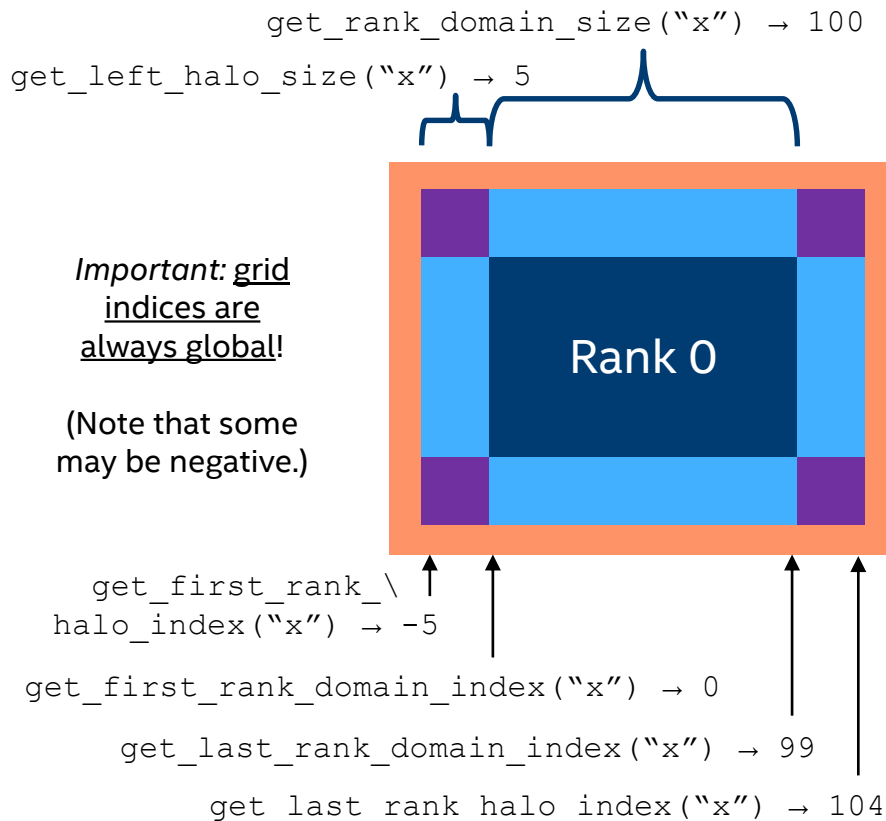 get_rank_domain_size(“x”) → 100
get_left_halo_size(“x”) → 5
Important: grid
indices are
always global!
(Note that some
may be negative.)
Rank 0
get_first_rank_\
halo_index(“x”) → -5
get_first_rank_domain_index(“x”) → 0
get_last_rank_domain_index(“x”) → 99
get last rank halo index(“x”) → 104